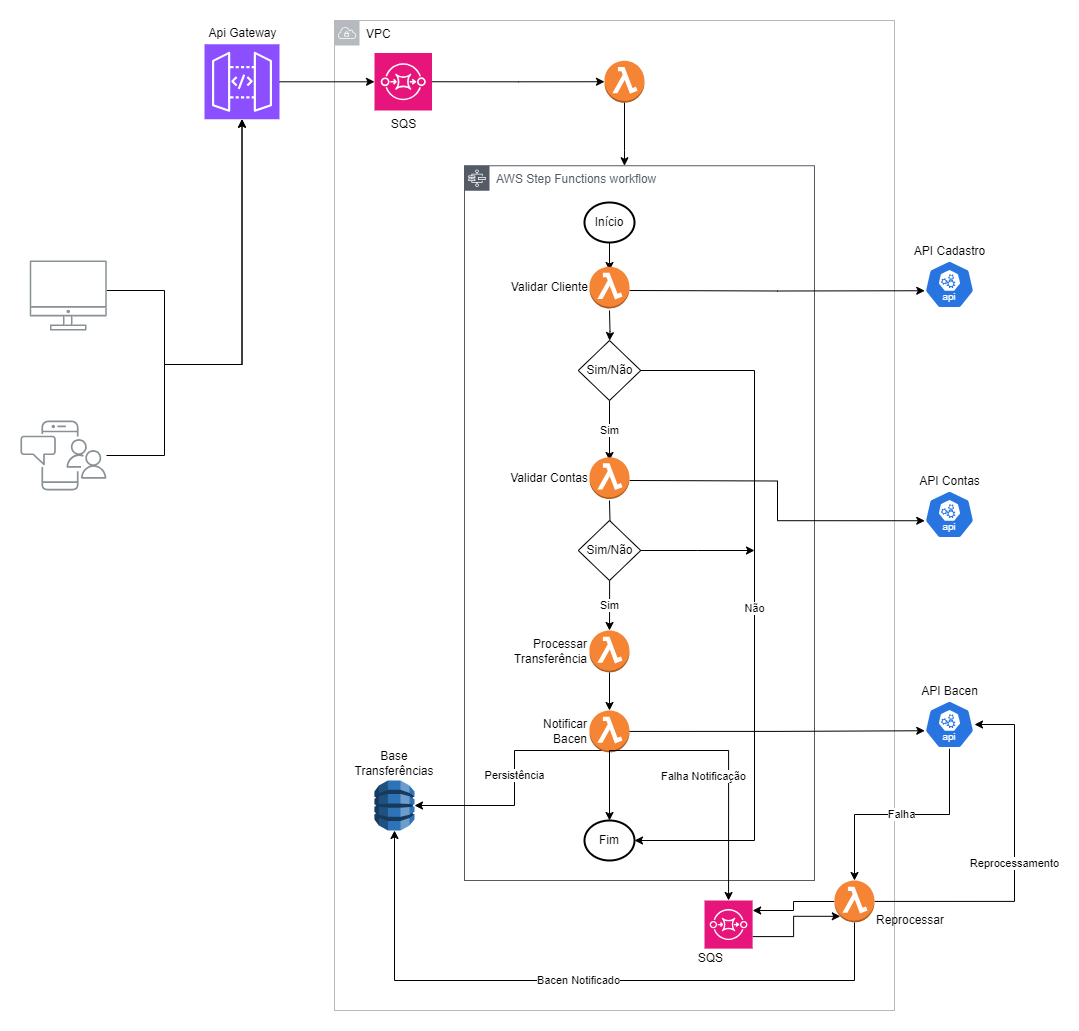 Api Gateway
VPC
</>
SQS
AWS Step Functions workflow
Início
API Cadastro
Validar Cliente
api
Sim/Não
Sim
Validar Contas
API Contas
api
Sim/Não
Sim
Não
Processar
Transferência
API Bacen
Notificar
Bacen
api
Base
Transferências
Persistência
Falha Notificação
Falha
Fim
Reprocessamento
Reprocessar
SQS
Bacen Notificado